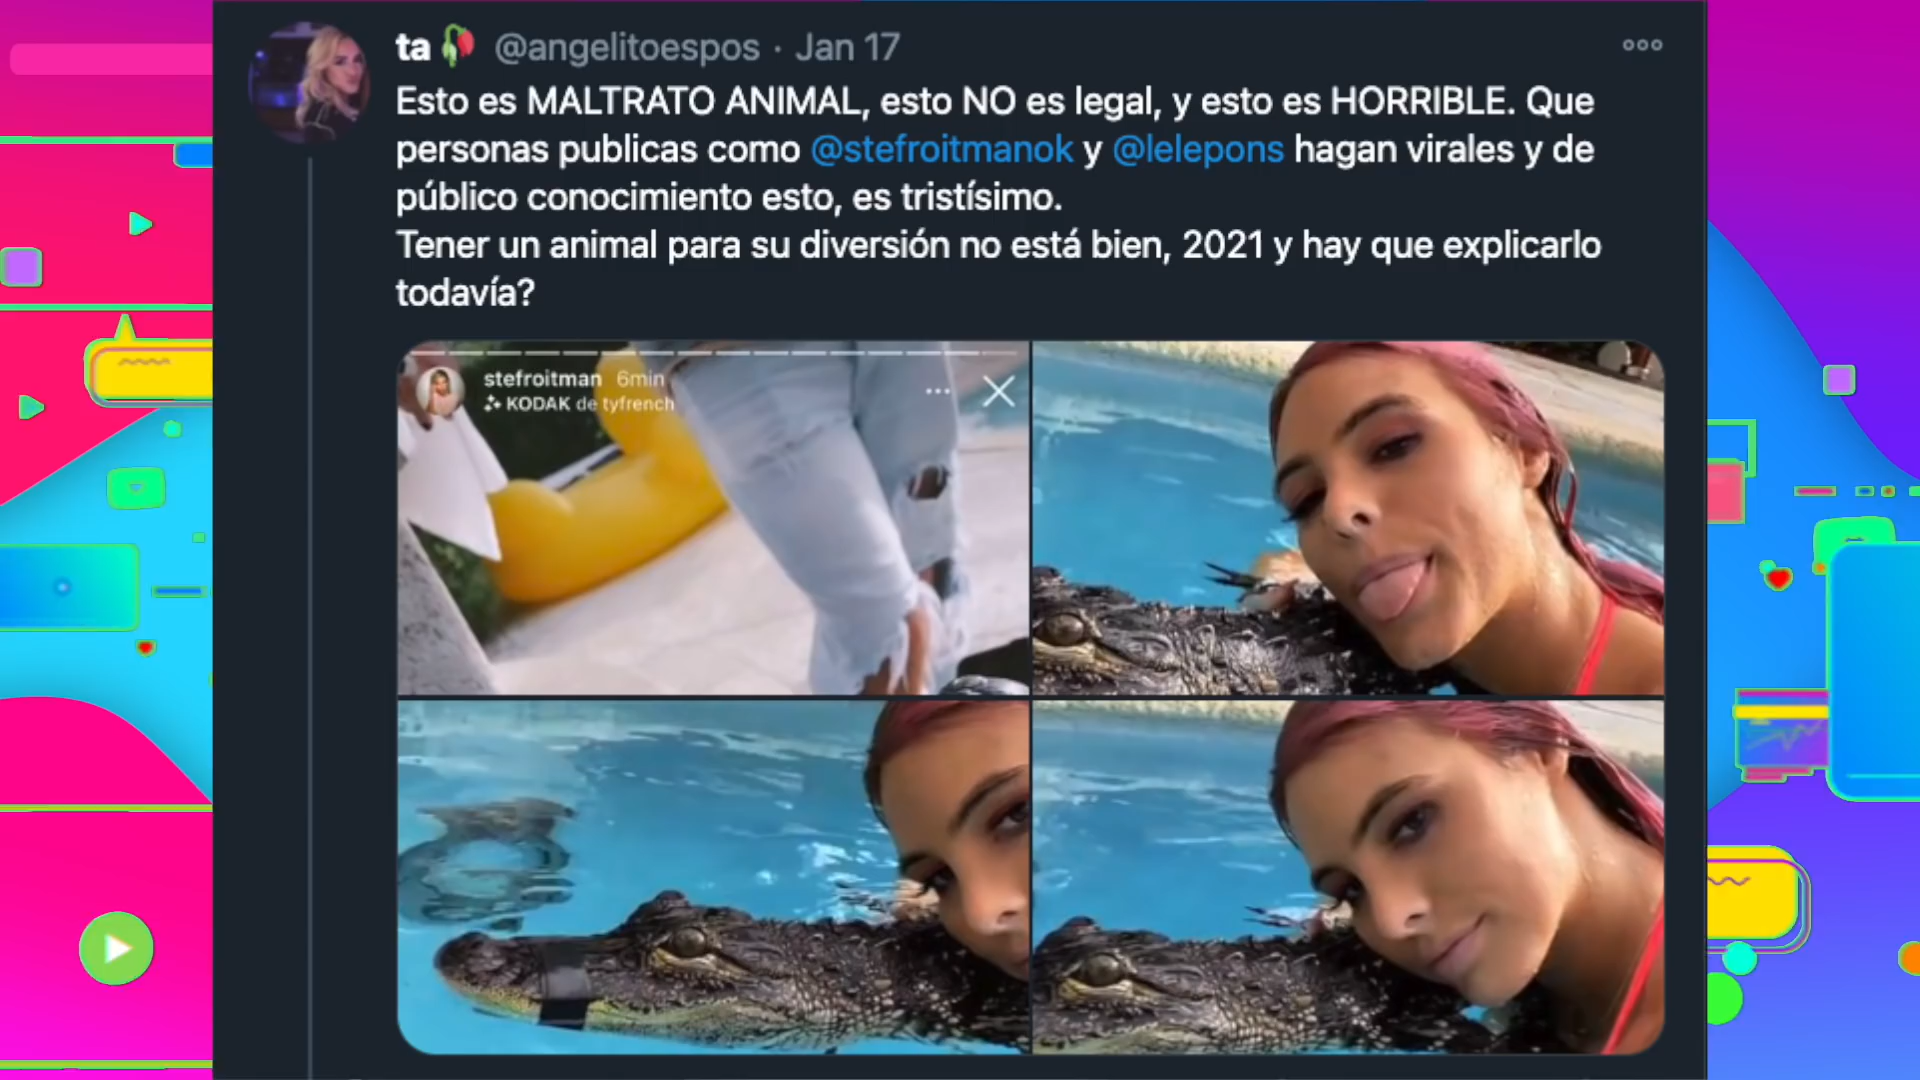 ta @angelitoespos · Jan 17
Esto es MALTRATO ANIMAL, esto NO es legal, y esto es HORRIBLE. Que
personas publicas como @stefroitmanok y @lelepons hagan virales y de
público conocimiento esto, es tristísimo.
Tener un animal para su diversión no está bien, 2021 y hay que explicarlo
todavía?
stefroitman 6min
KODAK de tyfrench